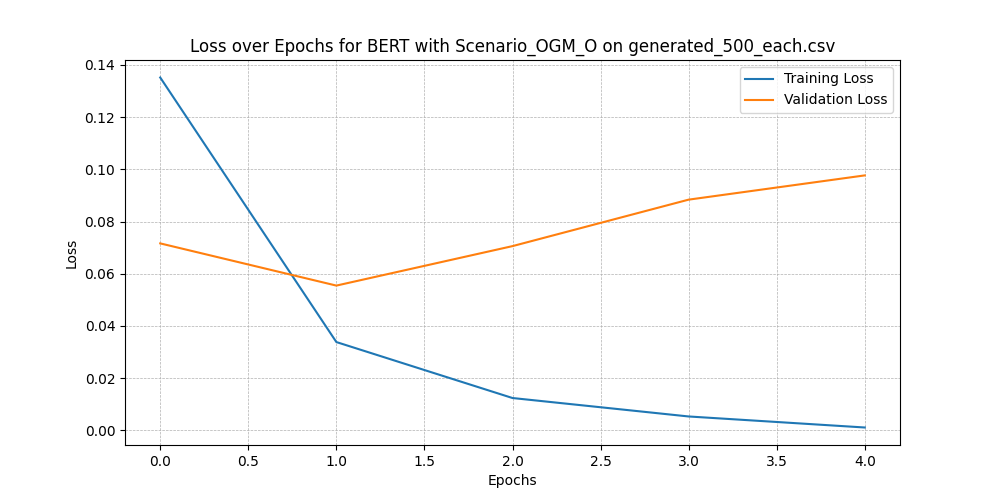 Loss over Epochs for BERT with Scenario_OGM_O on generated_500_each.csv
Training Loss
Validation Loss
0.14
0.12
0.10
0.08
0.06
0.04
0.02
0.00
Loss
0.0 0.5 1.0 1.5 2.0 2.5 3.0 3.5 4.0
Epochs